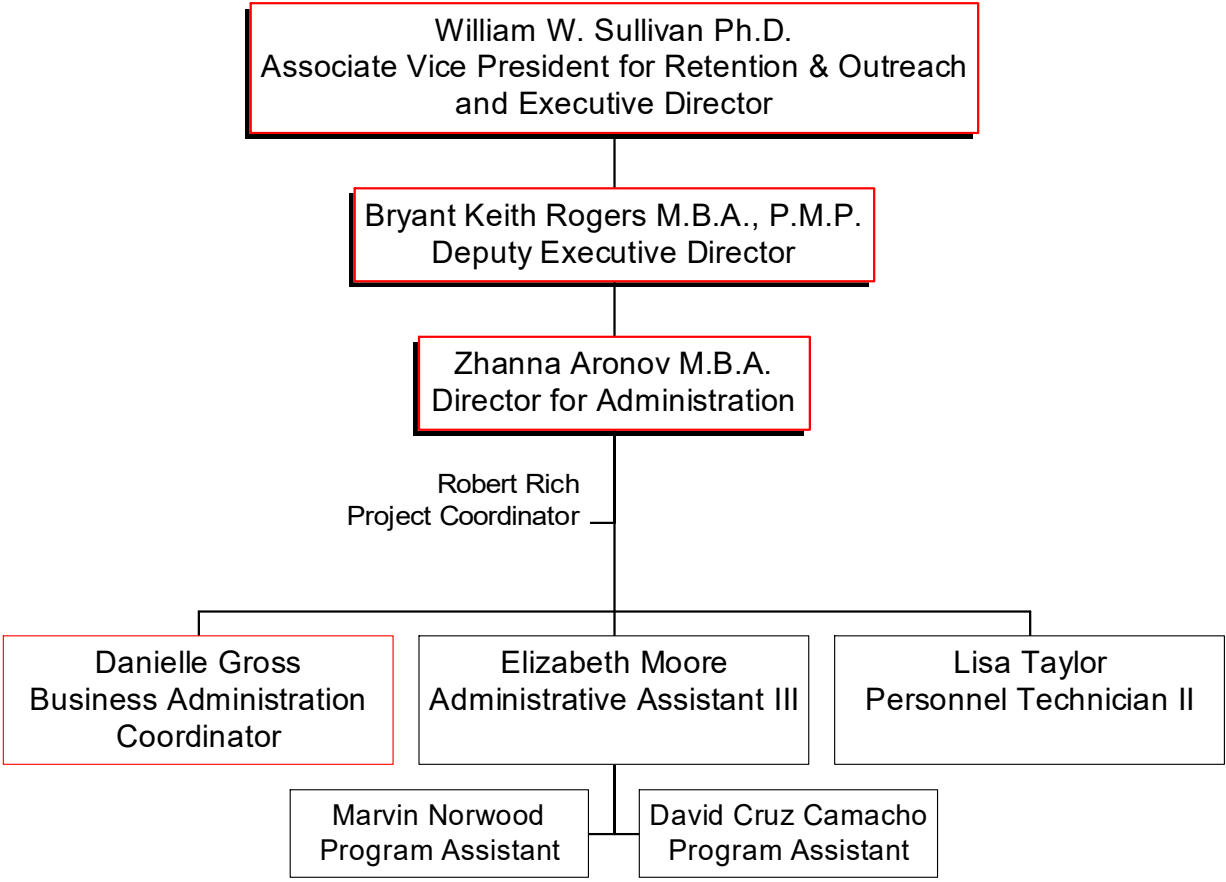 William W. Sullivan Ph.D.
Associate Vice President for Retention & Outreach
and Executive Director
Bryant Keith Rogers M.B.A., P.M.P.
Deputy Executive Director
Zhanna Aronov M.B.A.
Director for Administration
Robert Rich
Project Coordinator
Danielle Gross
Business Administration
Coordinator
Elizabeth Moore
Administrative Assistant III
Lisa Taylor
Personnel Technician II
Marvin Norwood
Program Assistant
David Cruz Camacho
Program Assistant